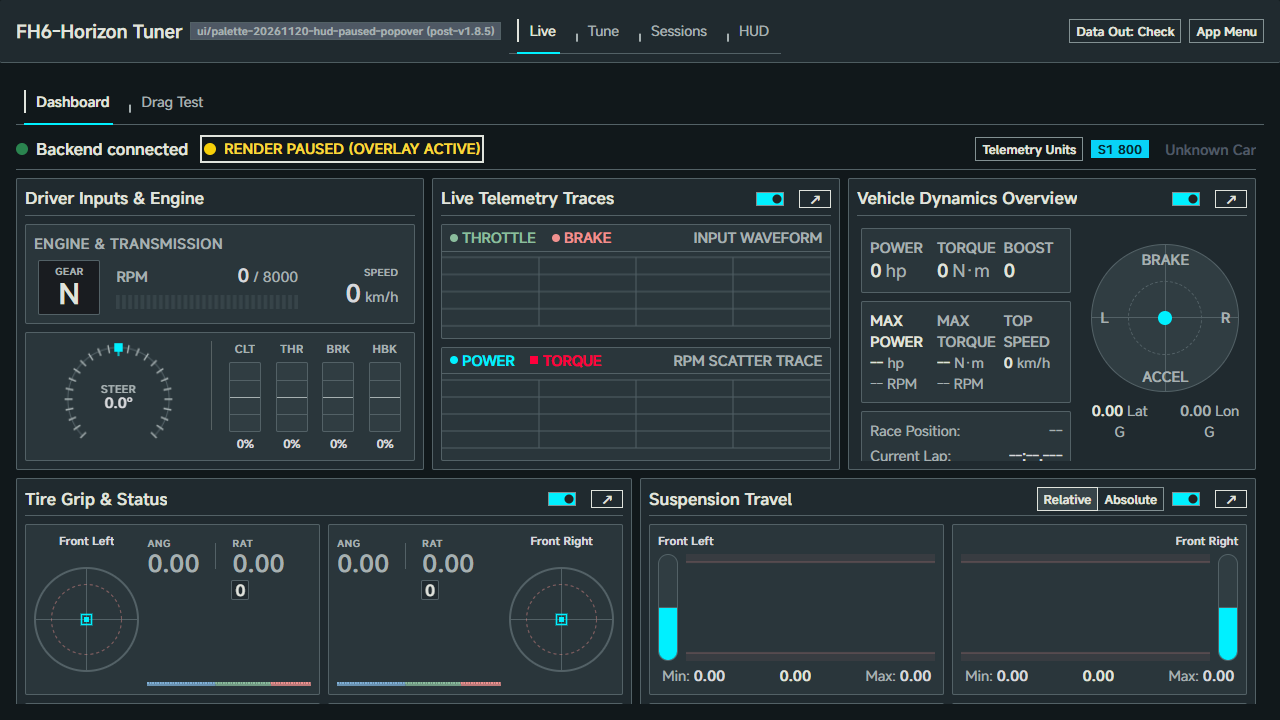 FH6-Horizon Tuner
ui/palette-20261120-hud-paused-popover (post-v1.8.5)
Live
Tune
Sessions
HUD
Data Out: Check
App Menu
Dashboard
Drag Test
Backend connected
RENDER PAUSED (OVERLAY ACTIVE)
Telemetry Units
S1 800
Unknown Car
Driver Inputs & Engine
ENGINE & TRANSMISSION
GEAR
N
RPM
0 / 8000
SPEED
0 km/h
STEER
0.0°
CLT
THR
BRK
HBK
0%
0%
0%
0%
Live Telemetry Traces
↗
THROTTLE
BRAKE
INPUT WAVEFORM
POWER
TORQUE
RPM SCATTER TRACE
Vehicle Dynamics Overview
↗
POWER
TORQUE
BOOST
0 hp
0 N·m
0
MAX POWER
MAX TORQUE
TOP SPEED
-- hp
-- N·m
0 km/h
-- RPM
-- RPM
Race Position:
--
Current Lap:
--:--.---
BRAKE
L
R
ACCEL
0.00 Lat G
0.00 Lon G
Tire Grip & Status
↗
Front Left
ANG
0.00
RAT
0.00
0
ANG
0.00
RAT
0.00
0
Front Right
Suspension Travel
Relative
Absolute
↗
Front Left
Min: 0.00
0.00
Max: 0.00
Front Right
Min: 0.00
0.00
Max: 0.00